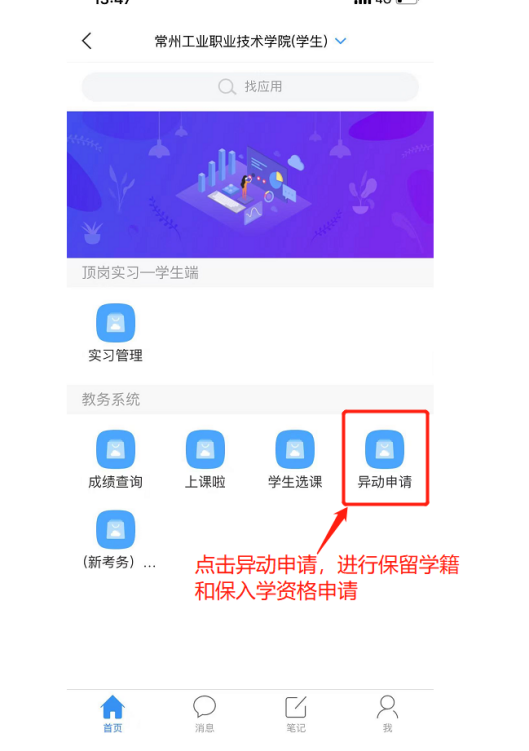 13:47
4G
常州工业职业技术学院(学生)
找应用
顶岗实习—学生端
实习管理
教务系统
成绩查询 上课啦 学生选课 异动申请
(新考务) ...
点击异动申请，进行保留学籍
和保入学资格申请
首页 消息 笔记 我